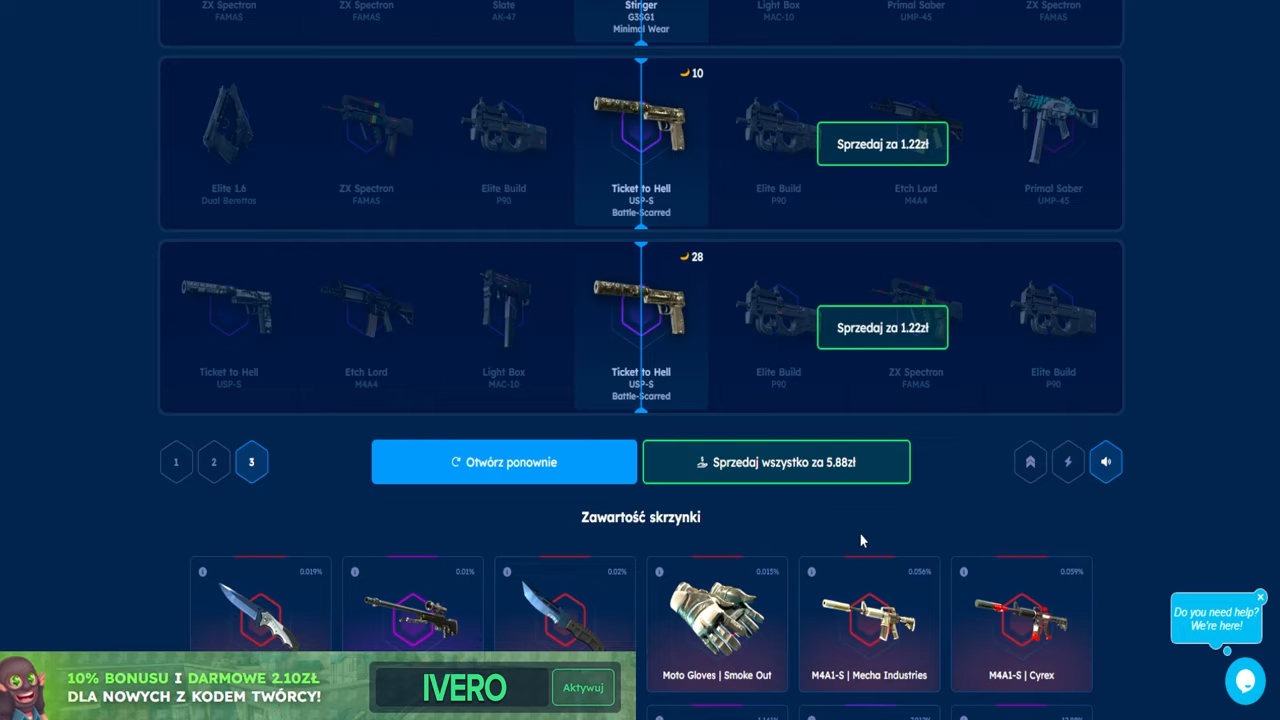 ZX Spectron
FAMAS
ZX Spectron
FAMAS
Slate
AK-47
Stinger
G3SG1
Minimal Wear
Light Box
MAC-10
Primal Saber
UMP-45
ZX Spectron
FAMAS
10
Sprzedaj za 1.22zł
Elite 1.6
Dual Berettas
ZX Spectron
FAMAS
Elite Build
P90
Ticket to Hell
USP-S
Battle-Scarred
Elite Build
P90
Etch Lord
M4A4
Primal Saber
UMP-45
28
Sprzedaj za 1.22zł
Ticket to Hell
USP-S
Etch Lord
M4A4
Light Box
MAC-10
Ticket to Hell
USP-S
Battle-Scarred
Elite Build
P90
ZX Spectron
FAMAS
Elite Build
P90
1 2 3
Otwórz ponownie
Sprzedaj wszystko za 5.88zł
Zawartość skrzynki
0.019%
0.01%
0.02%
0.015%
0.056%
0.059%
Moto Gloves | Smoke Out
M4A1-S | Mecha Industries
M4A1-S | Cyrex
10% BONUSU I DARMOWE 2.10ZŁ
DLA NOWYCH Z KODEM TWÓRCY!
IVERO
Aktywuj
Do you need help?
We're here!